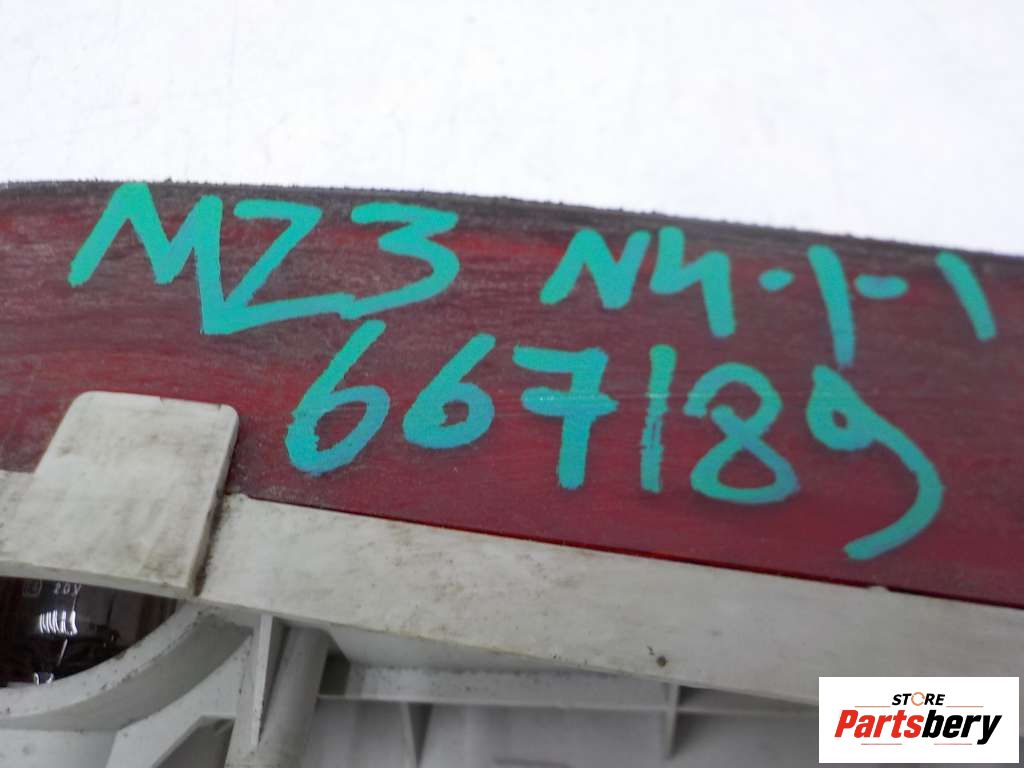 MZ3 N4-1-1
667189
20V
STORE
Partsbery